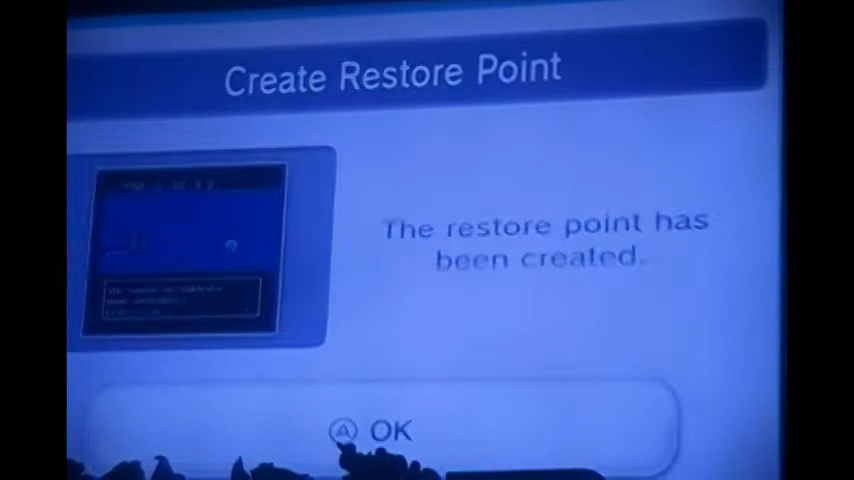 Create Restore Point
The restore point has
been created.
A OK